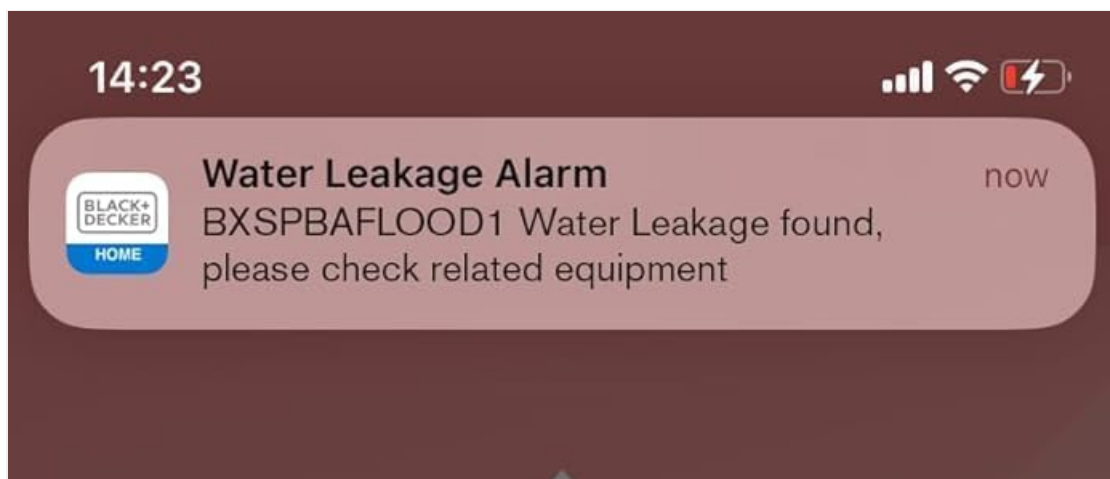 14:23
Water Leakage Alarm
now
BLACK+
DECKER
HOME
BXSPBAFLOOD1 Water Leakage found,
please check related equipment